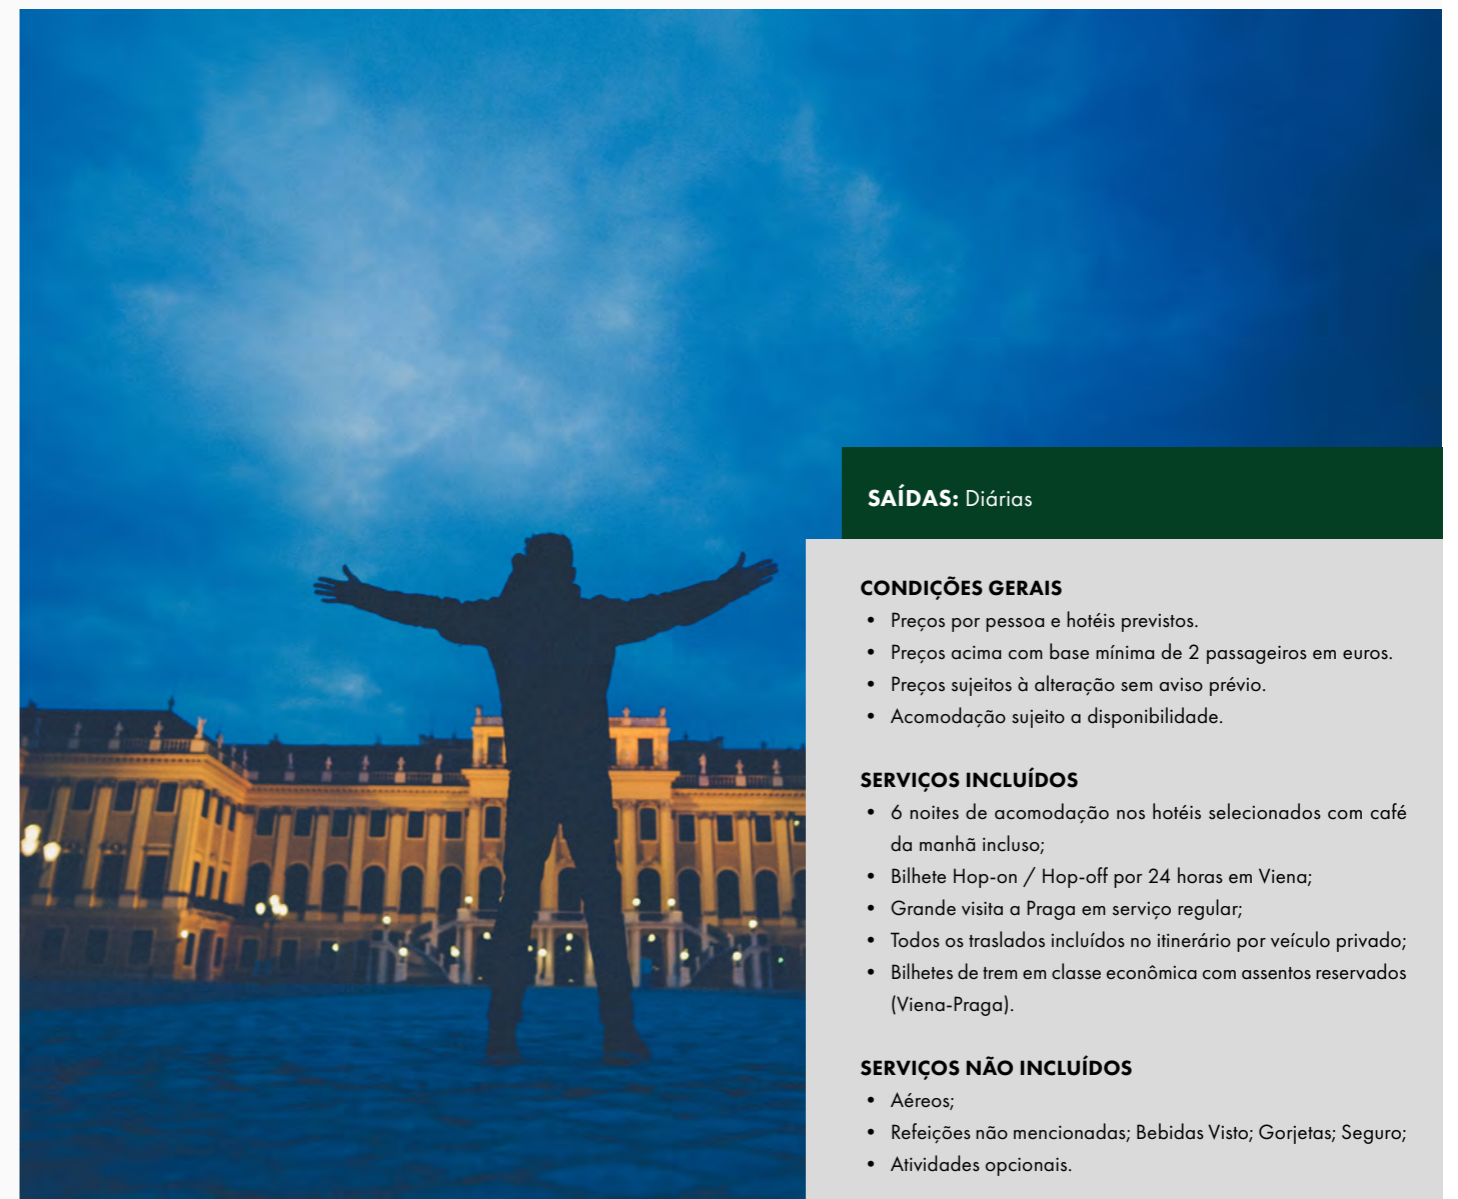 SAÍDAS: Diárias
CONDIÇÕES GERAIS
• Preços por pessoa e hotéis previstos.
• Preços acima com base mínima de 2 passageiros em euros.
• Preços sujeitos à alteração sem aviso prévio.
• Acomodação sujeito a disponibilidade.
SERVIÇOS INCLUÍDOS
• 6 noites de acomodação nos hotéis selecionados com café
da manhã incluso;
• Bilhete Hop-on / Hop-off por 24 horas em Viena;
• Grande visita a Praga em serviço regular;
• Todos os traslados incluídos no itinerário por veículo privado;
• Bilhetes de trem em classe econômica com assentos reservados
(Viena-Praga).
SERVIÇOS NÃO INCLUÍDOS
• Aéreos;
• Refeições não mencionadas; Bebidas Visto; Gorjetas; Seguro;
• Atividades opcionais.